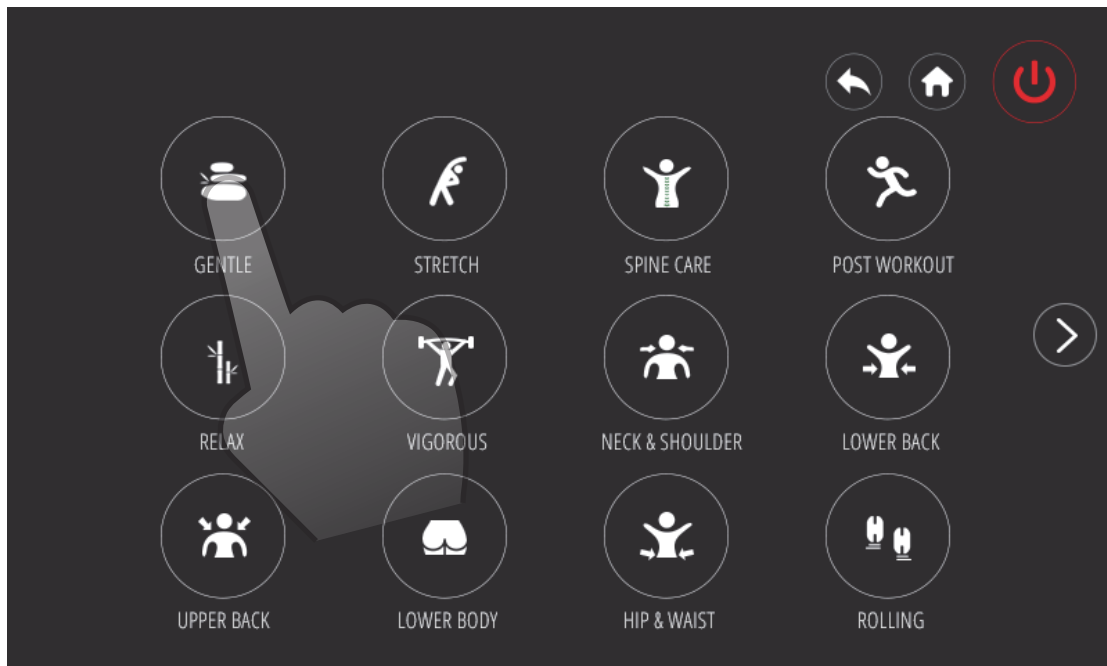 GENTLE
STRETCH
SPINE CARE
POST WORKOUT
RELAX
VIGOROUS
NECK & SHOULDER
LOWER BACK
UPPER BACK
LOWER BODY
HIP & WAIST
ROLLING